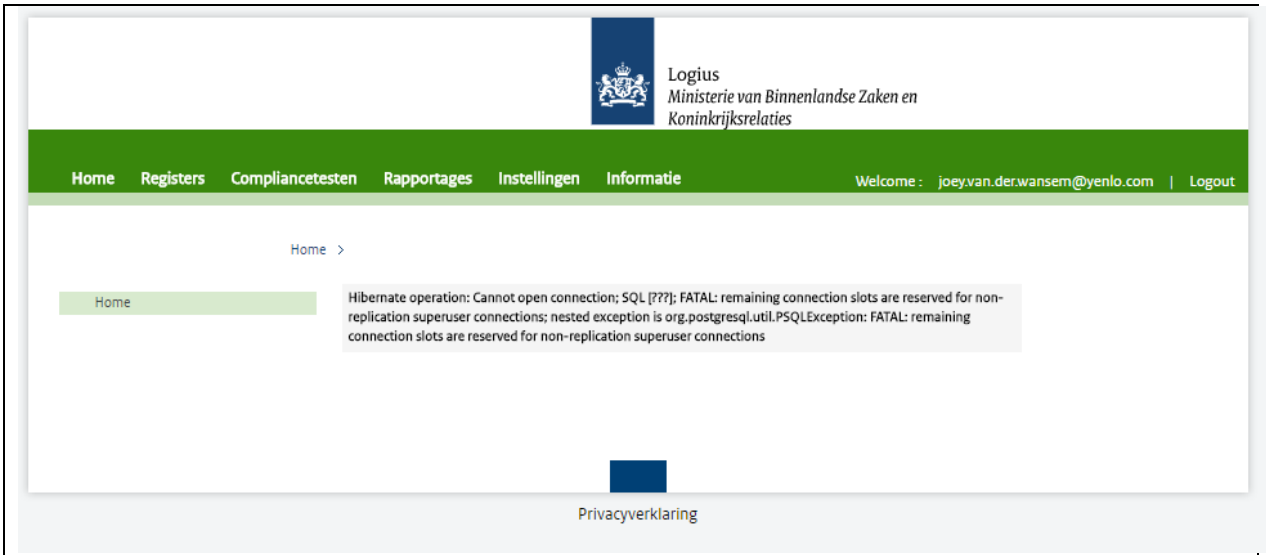 Logius
Ministerie van Binnenlandse Zaken en
Koninkrijksrelaties
Home Registers Compliancetesten Rapportages Instellingen Informatie Welcome : joey.van.der.wansem@yenlo.com | Logout
Home >
Home
Hibernate operation: Cannot open connection; SQL [???]; FATAL: remaining connection slots are reserved for non-
replication superuser connections; nested exception is org.postgresql.util.PSQLException: FATAL: remaining
connection slots are reserved for non-replication superuser connections
Privacyverklaring